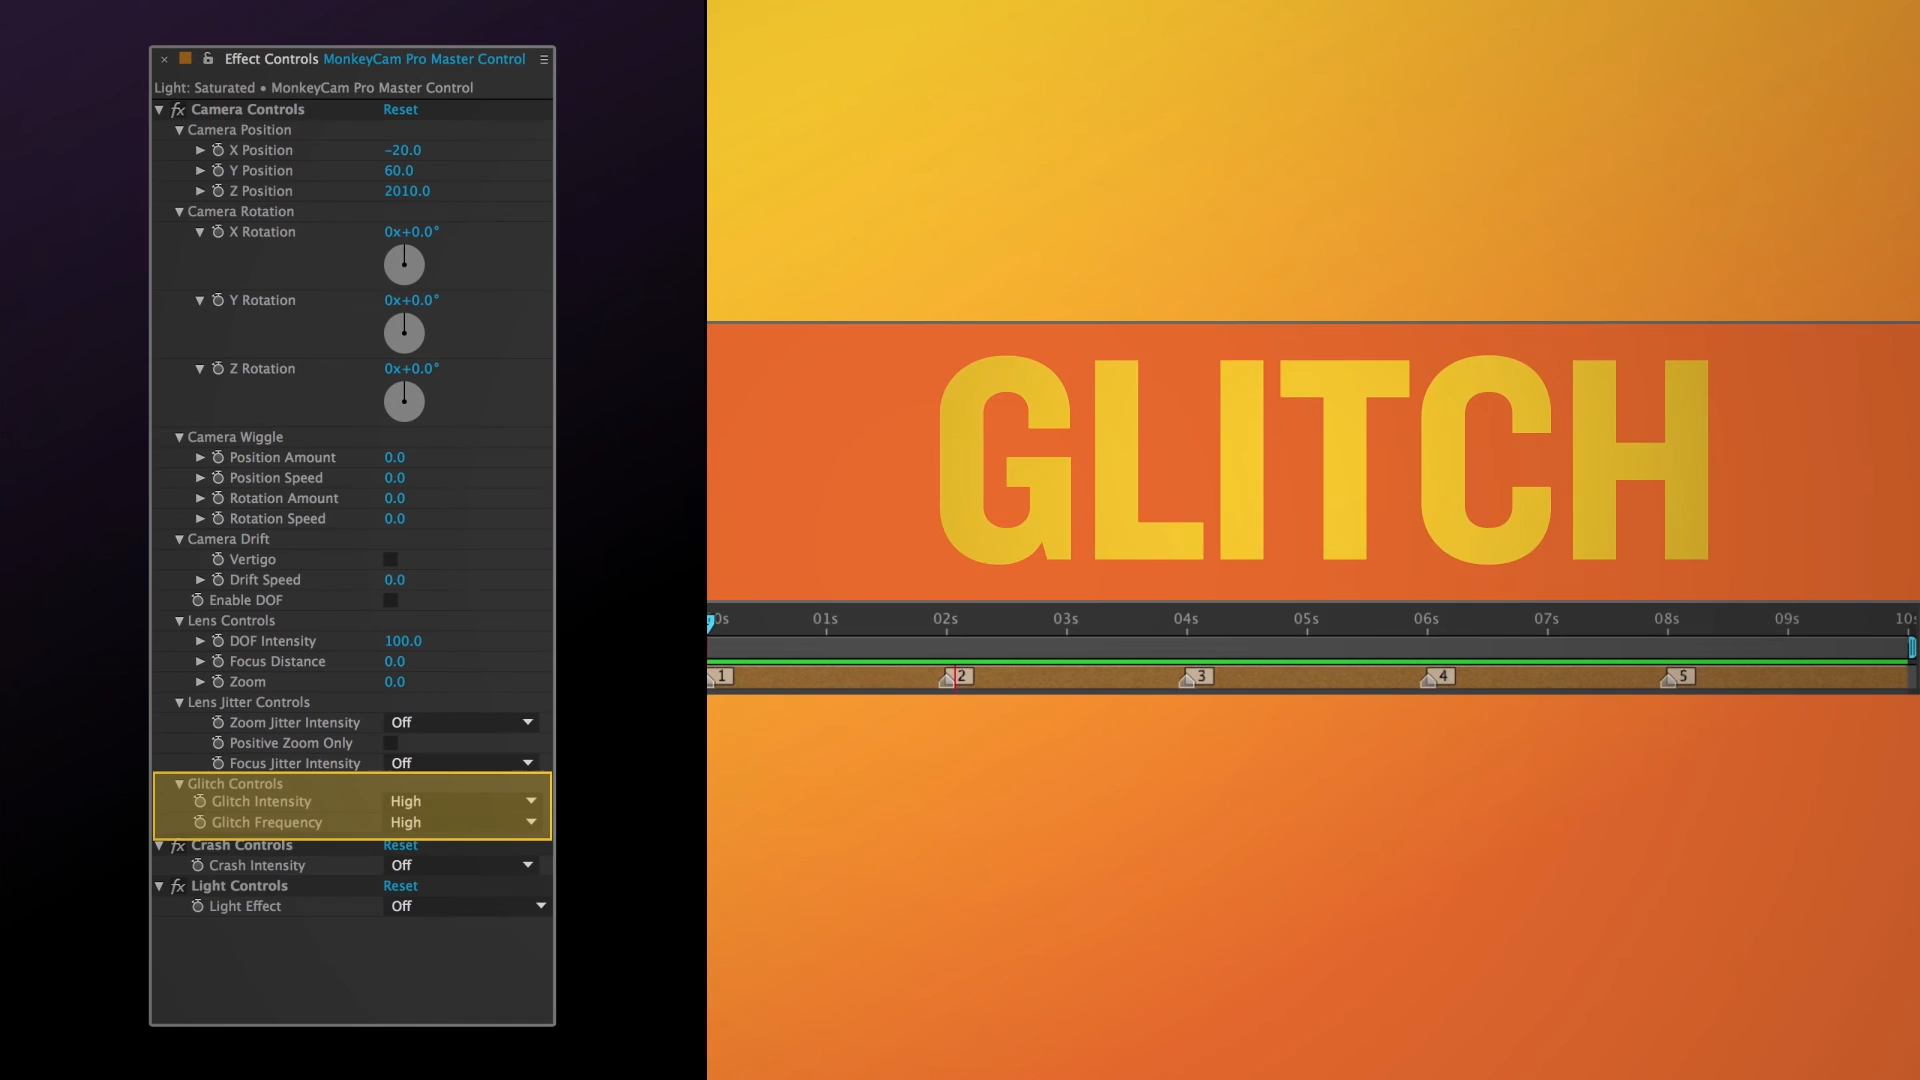 Effect Controls MonkeyCam Pro Master Control
Light: Saturated • MonkeyCam Pro Master Control
fx Camera Controls Reset
Camera Position
X Position -20.0
Y Position 60.0
Z Position 2010.0
Camera Rotation
X Rotation 0x+0.0°
Y Rotation 0x+0.0°
Z Rotation 0x+0.0°
Camera Wiggle
Position Amount 0.0
Position Speed 0.0
Rotation Amount 0.0
Rotation Speed 0.0
Camera Drift
Vertigo
Drift Speed 0.0
Enable DOF
Lens Controls
DOF Intensity 100.0
Focus Distance 0.0
Zoom 0.0
Lens Jitter Controls
Zoom Jitter Intensity Off
Positive Zoom Only
Focus Jitter Intensity Off
Glitch Controls
Glitch Intensity High
Glitch Frequency High
fx Crash Controls Reset
Crash Intensity Off
fx Light Controls Reset
Light Effect Off
GLITCH
0s 01s 02s 03s 04s 05s 06s 07s 08s 09s 10s
1 2 3 4 5